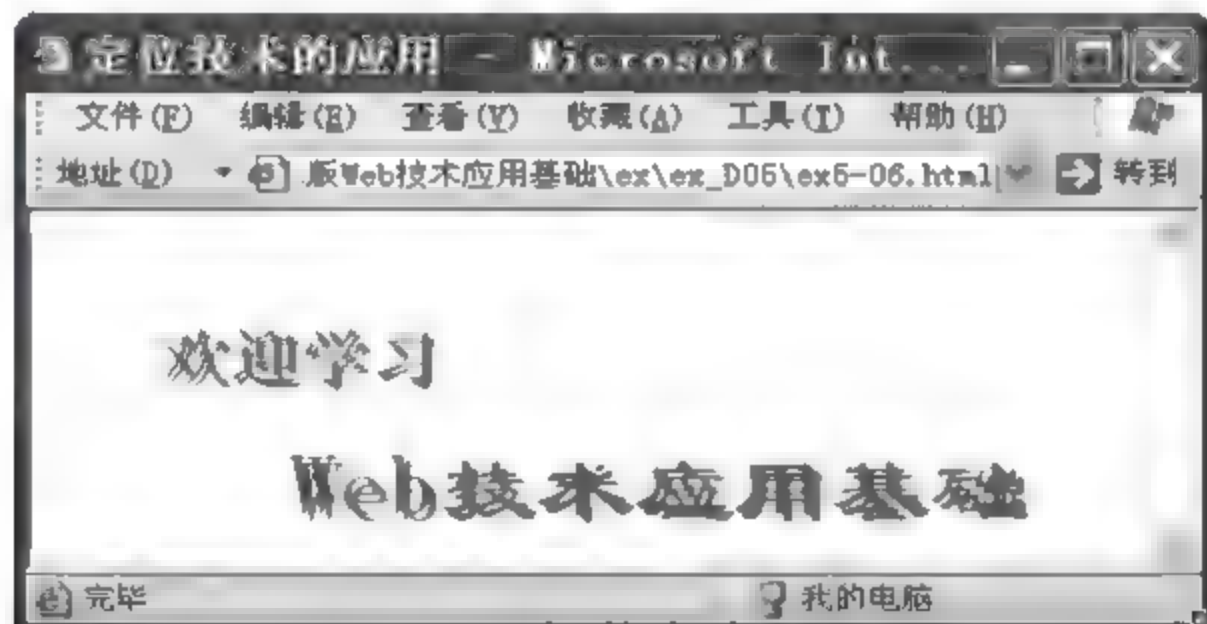 定位技术的应用 - Microsoft Int...
文件(F) 编辑(E) 查看(V) 收藏(A) 工具(T) 帮助(H)
地址(D) 版Web技术应用基础\ex\ex_D06\ex6-06.html 转到
欢迎学习
Web技术应用基础
完毕 我的电脑